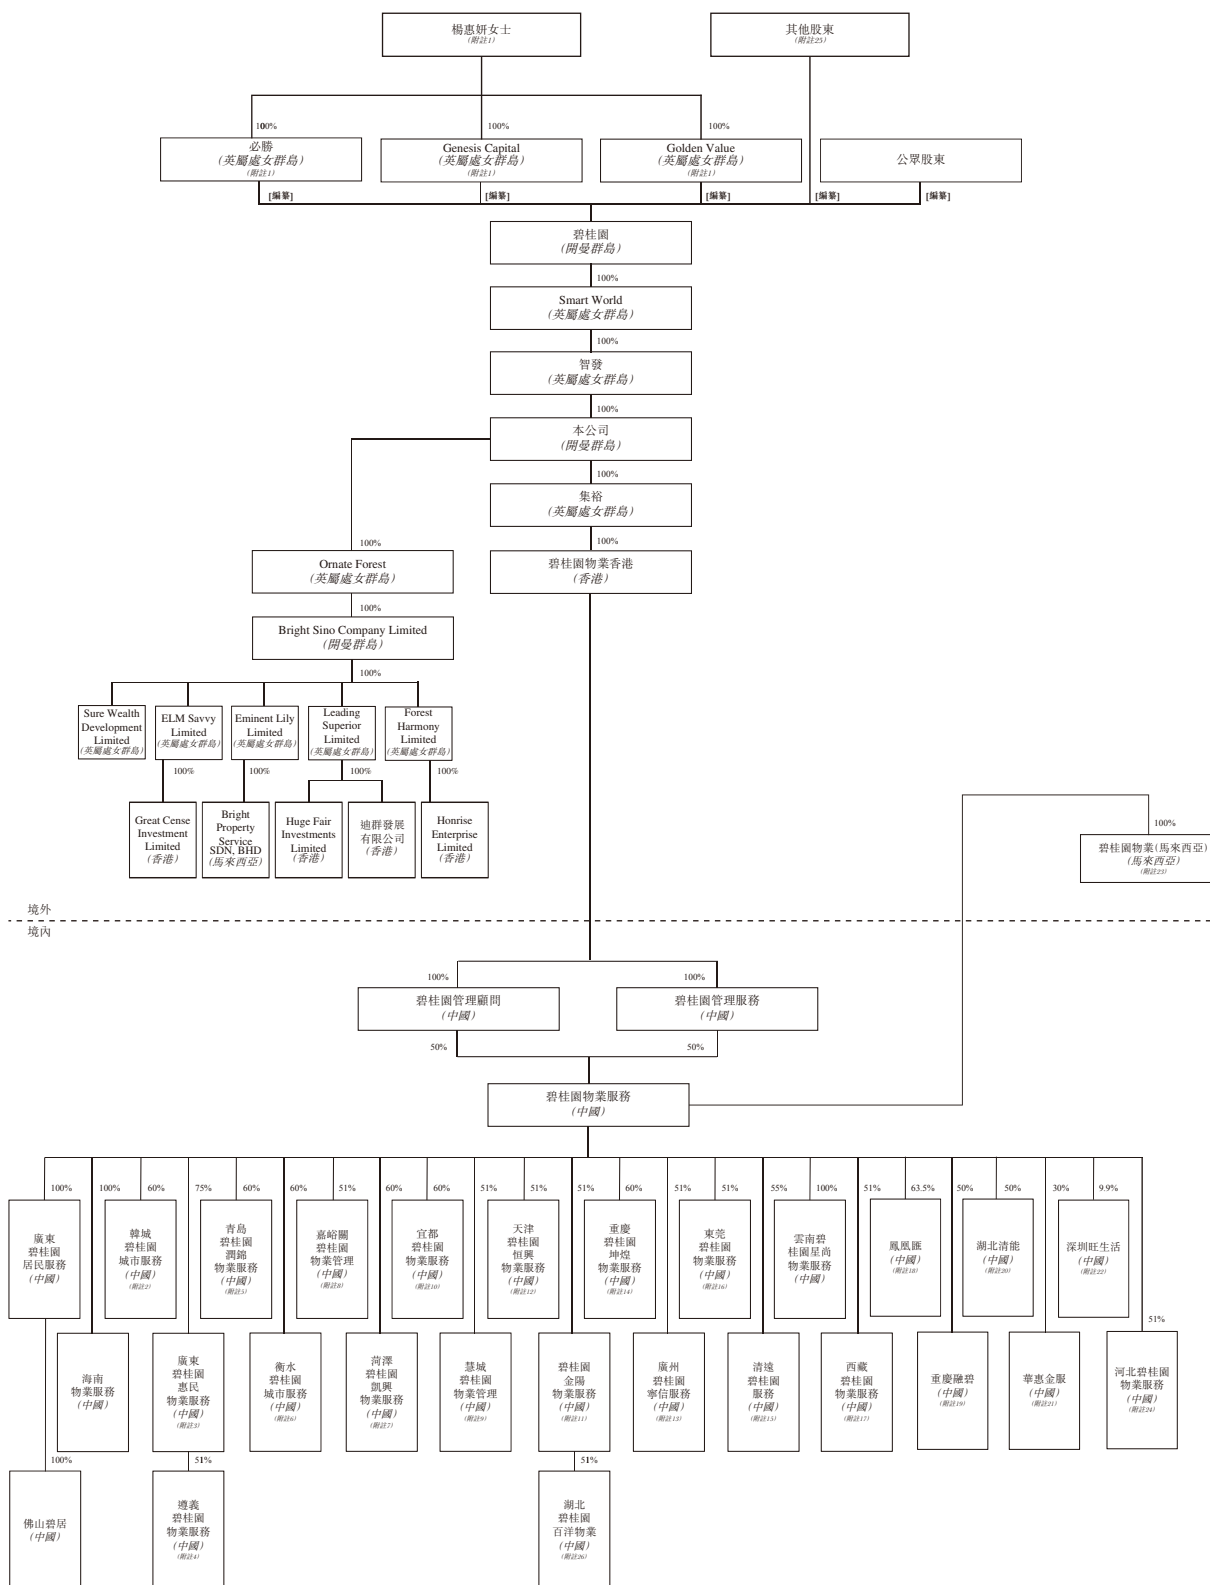 楊惠妍女士
(附註1)
其他股東
(附註25)
100%
100%
100%
必勝
(英屬處女群島)
(附註1)
Genesis Capital
(英屬處女群島)
(附註1)
Golden Value
(英屬處女群島)
(附註1)
公眾股東
[編纂]
[編纂]
[編纂]
[編纂]
[編纂]
碧桂園
(開曼群島)
100%
Smart World
(英屬處女群島)
100%
智發
(英屬處女群島)
100%
本公司
(開曼群島)
100%
集裕
(英屬處女群島)
100%
100%
Ornate Forest
(英屬處女群島)
碧桂園物業香港
(香港)
100%
Bright Sino Company Limited
(開曼群島)
100%
Sure Wealth
Development
Limited
(英屬處女群島)
ELM Savvy
Limited
(英屬處女群島)
Eminent Lily
Limited
(英屬處女群島)
Leading
Superior
Limited
(英屬處女群島)
Forest
Harmony
Limited
(英屬處女群島)
100%
100%
100%
100%
Great Cense
Investment
Limited
(香港)
Bright
Property
Service
SDN, BHD
(馬來西亞)
Huge Fair
Investments
Limited
(香港)
迪群發展
有限公司
(香港)
Honrise
Enterprise
Limited
(香港)
100%
碧桂園物業(馬來西亞)
(馬來西亞)
(附註23)
境外
境內
100%
100%
碧桂園管理顧問
(中國)
碧桂園管理服務
(中國)
50%
50%
碧桂園物業服務
(中國)
100%
100%
60%
75%
60%
60%
51%
60%
60%
51%
51%
51%
60%
51%
51%
55%
100%
51%
63.5%
50%
50%
30%
9.9%
廣東
碧桂園
居民服務
(中國)
韓城
碧桂園
城市服務
(中國)
(附註2)
青島
碧桂園
潤錦
物業服務
(中國)
(附註5)
嘉峪關
碧桂園
物業管理
(中國)
(附註8)
宜都
碧桂園
物業服務
(中國)
(附註10)
天津
碧桂園
恒興
物業服務
(中國)
(附註12)
重慶
碧桂園
坤煌
物業服務
(中國)
(附註14)
東莞
碧桂園
物業服務
(中國)
(附註16)
雲南碧
桂園星尚
物業服務
(中國)
鳳凰匯
(中國)
(附註18)
湖北清能
(中國)
(附註20)
深圳旺生活
(中國)
(附註22)
51%
海南
物業服務
(中國)
廣東
碧桂園
惠民
物業服務
(中國)
(附註3)
衡水
碧桂園
城市服務
(中國)
(附註6)
菏澤
碧桂園
凱興
物業服務
(中國)
(附註7)
慧城
碧桂園
物業管理
(中國)
(附註9)
碧桂園
金陽
物業服務
(中國)
(附註11)
廣州
碧桂園
寧信服務
(中國)
(附註13)
清遠
碧桂園
服務
(中國)
(附註15)
西藏
碧桂園
物業服務
(中國)
(附註17)
重慶融碧
(中國)
(附註19)
華惠金服
(中國)
(附註21)
河北碧桂園
物業服務
(中國)
(附註24)
100%
51%
51%
佛山碧居
(中國)
遵義
碧桂園
物業服務
(中國)
(附註4)
湖北
碧桂園
百洋物業
(中國)
(附註26)